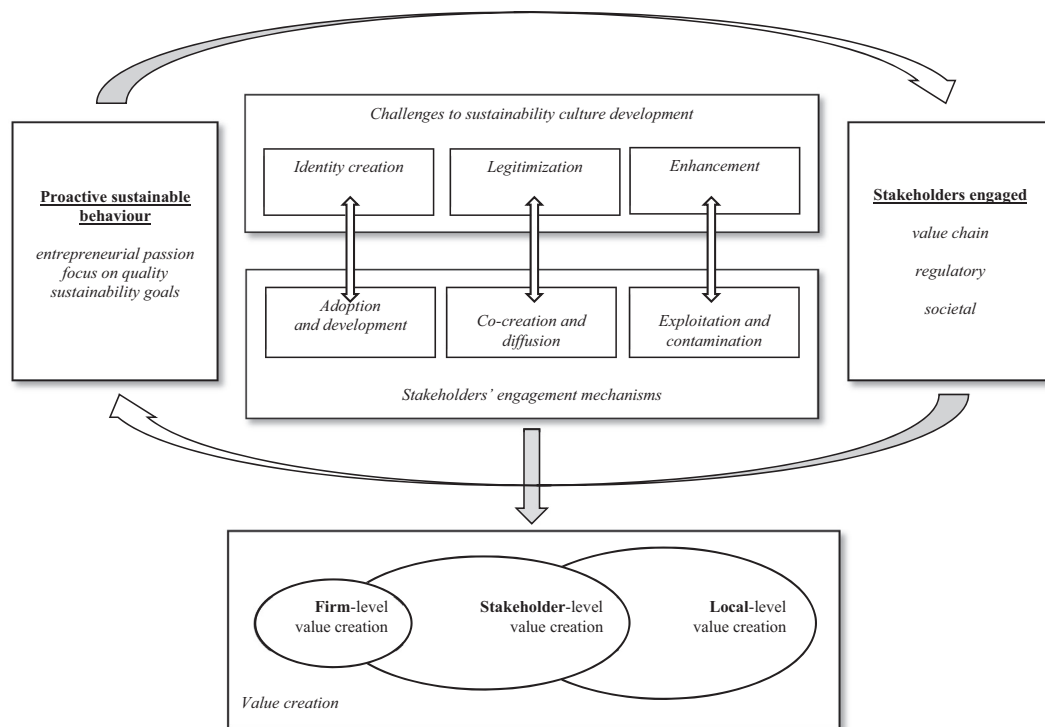 Challenges to sustainability culture development
Identity creation
Legitimization
Enhancement
Proactive sustainable
behaviour
entrepreneurial passion
focus on quality
sustainability goals
Stakeholders engaged
value chain
regulatory
societal
Adoption
and development
Co-creation and
diffusion
Exploitation and
contamination
Stakeholders’ engagement mechanisms
Firm-level
value creation
Stakeholder-level
value creation
Local-level
value creation
Value creation